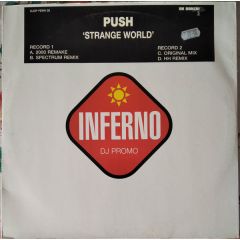 PUSH
'STRANGE WORLD'
RECORD 1
A. 2000 REMAKE
B. SPECTRUM REMIX
RECORD 2
C. ORIGINAL MIX
D. HH REMIX
INFERNO
DJ PROMO